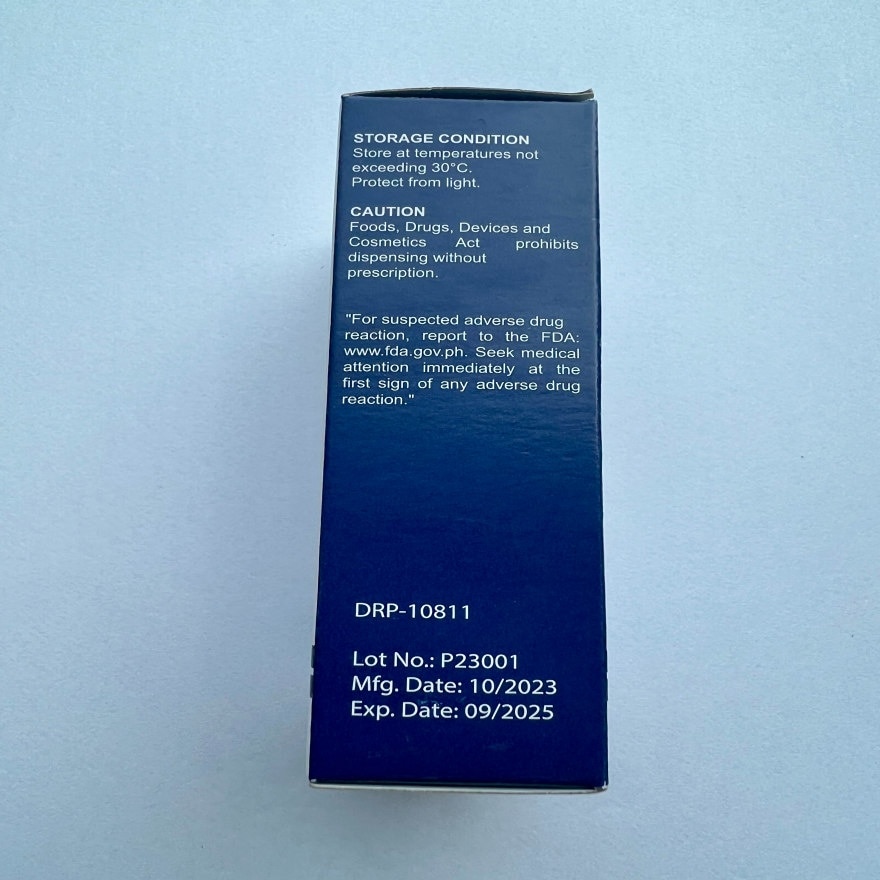 STORAGE CONDITION
Store at temperatures not
exceeding 30°C.
Protect from light.
CAUTION
Foods, Drugs, Devices and
Cosmetics Act prohibits
dispensing without
prescription.
"For suspected adverse drug
reaction, report to the FDA:
www.fda.gov.ph. Seek medical
attention immediately at the
first sign of any adverse drug
reaction."
DRP-10811
Lot No.: P23001
Mfg. Date: 10/2023
Exp. Date: 09/2025